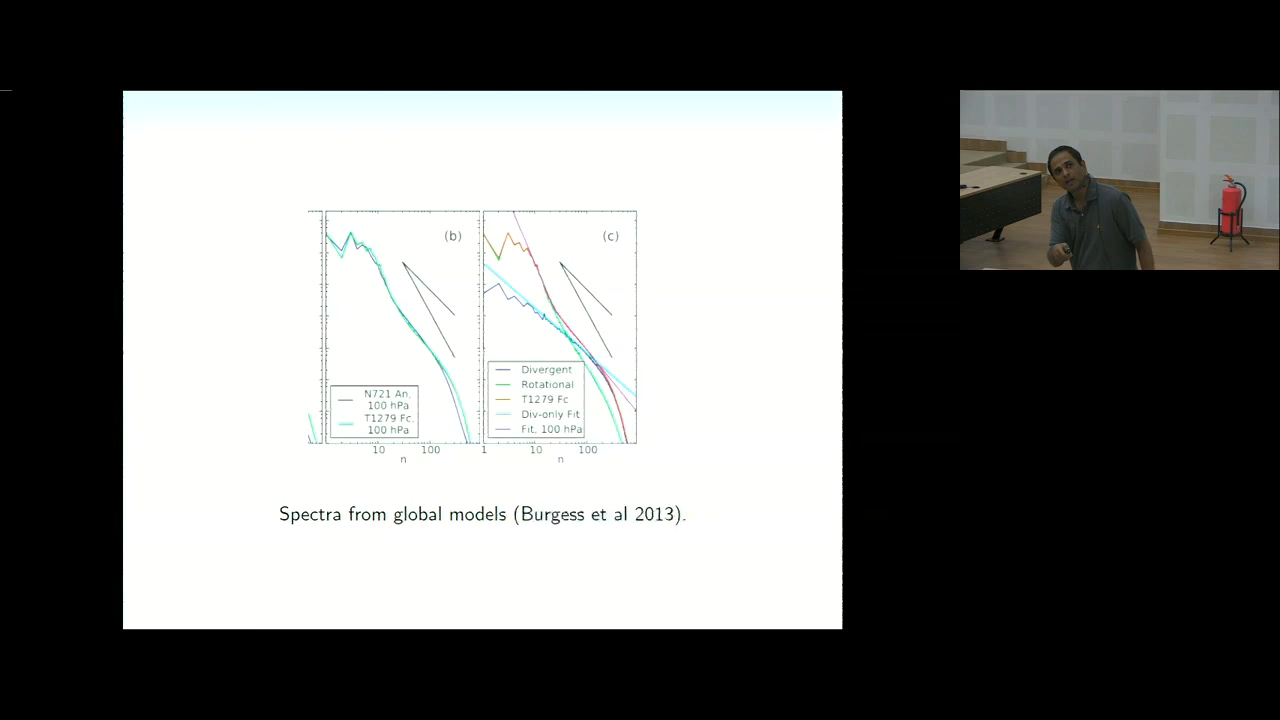 (b)
N721 An,
100 hPa
T1279 Fc,
100 hPa
10
100
n
(c)
Divergent
Rotational
T1279 Fc
Div-only Fit
Fit, 100 hPa
1
10
100
n
Spectra from global models (Burgess et al 2013).